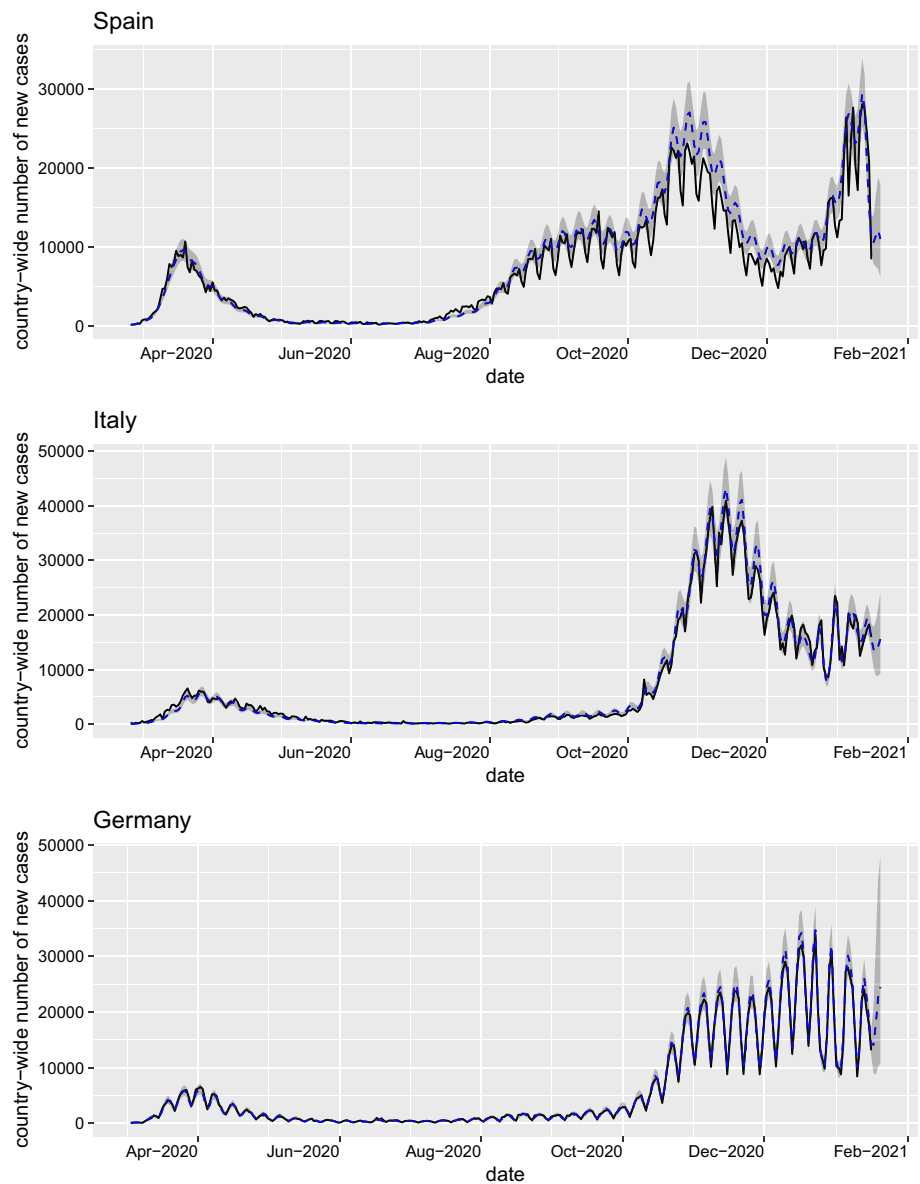 Spain
country−wide number of new cases
30000
20000
10000
0
Apr−2020 Jun−2020 Aug−2020 Oct−2020 Dec−2020 Feb−2021
date
Italy
country−wide number of new cases
50000
40000
30000
20000
10000
0
Apr−2020 Jun−2020 Aug−2020 Oct−2020 Dec−2020 Feb−2021
date
Germany
country−wide number of new cases
50000
40000
30000
20000
10000
0
Apr−2020 Jun−2020 Aug−2020 Oct−2020 Dec−2020 Feb−2021
date